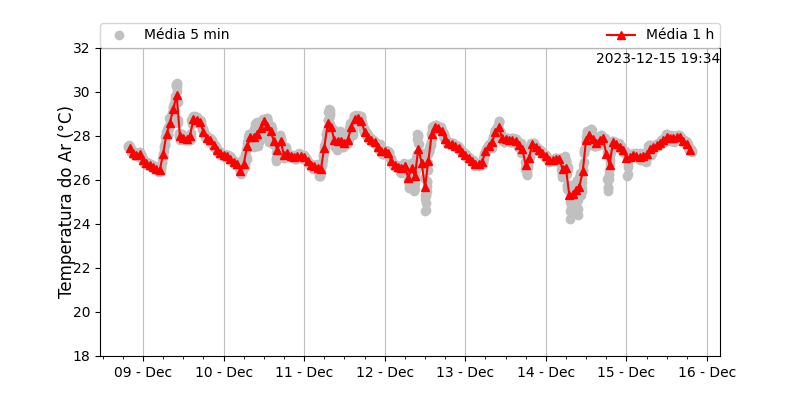 Média 5 min
Média 1 h
2023-12-15 19:34
Temperatura do Ar (°C)
32
30
28
26
24
22
20
18
09 - Dec
10 - Dec
11 - Dec
12 - Dec
13 - Dec
14 - Dec
15 - Dec
16 - Dec